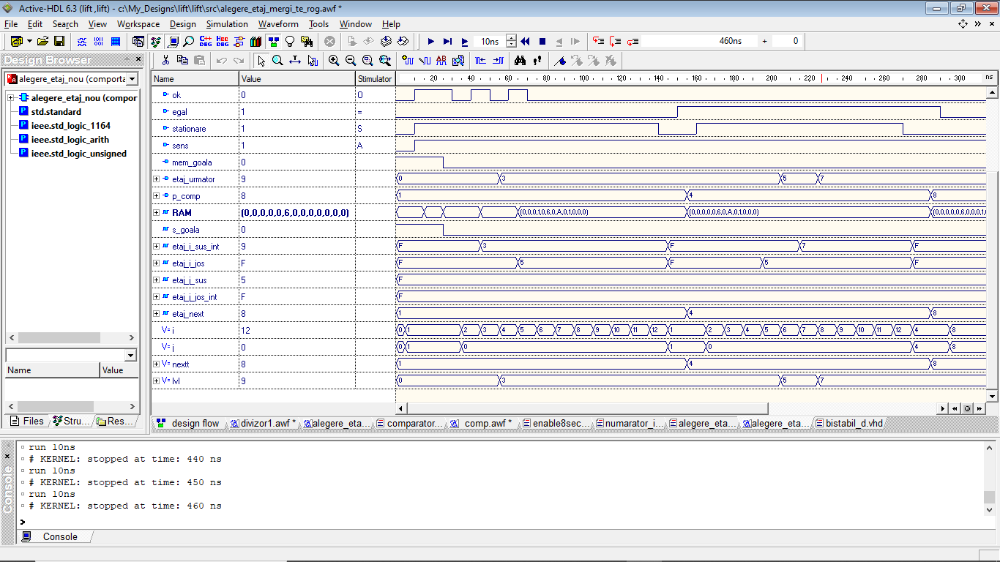 Active-HDL 6.3 (lift ,lift) - c:\My_Designs\lift\lift\src\alegere_etaj_mergi_te_rog.awf *
File Edit Search View Workspace Design Simulation Waveform Tools Window Help
10ns 460ns + 0
Design Browser
alegere_etaj_nou (comporta
alegere_etaj_nou (compor
std.standard
ieee.std_logic_1164
ieee.std_logic_arith
ieee.std_logic_unsigned
Name Value
Files Stru... Res...
Name Value Stimulator 20 40 60 80 100 120 140 160 180 200 220 240 260 280 300 ns
ok 0 O
egal 1 =
stationare 1 S
sens 1 A
mem_goala 0
etaj_urmator 9 0 3 5 7
p_comp 8 1 4 8
RAM (0,0,0,0,0,6,0,0,0,0,0,0,0) (0,0,0,1,0,6,0,A,0,1,0,0,0) (0,0,0,0,0,6,0,A,0,1,0,0,0) (0,0,0,0,0,6,0,0,0,1,0
s_goala 0
etaj_i_sus_int 9 F 3 F 7 F
etaj_i_jos F F 5 F 5 F
etaj_i_sus 5 F
etaj_i_jos_int F F
etaj_next 8 1 4 8
V= i 12 0 1 2 3 4 5 6 7 8 9 10 11 12 1 2 3 4 5 6 7 8 9 10 11 12 4 8
V= j 0 0 1 0 1 0 4 8
V= nextt 8 1 4 8
V= lvl 9 0 3 5 7
design flow divizor1.awf * alegere_eta... comparator... comp.awf * enable8sec... numarator_i... alegere_eta... alegere_eta... bistabil_d.vhd
run 10ns
# KERNEL: stopped at time: 440 ns
run 10ns
# KERNEL: stopped at time: 450 ns
run 10ns
# KERNEL: stopped at time: 460 ns
>
Console
Console